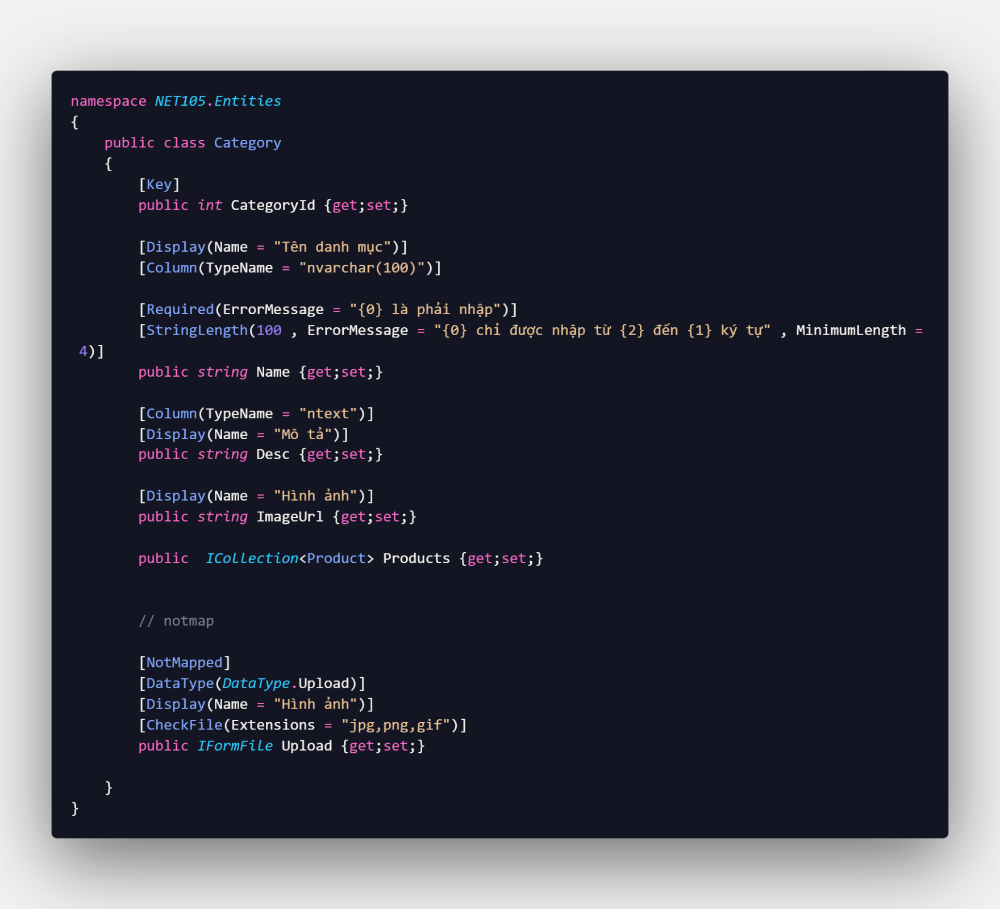 namespace NET105.Entities
{
    public class Category
    {
        [Key]
        public int CategoryId {get;set;}

        [Display(Name = "Tên danh mục")]
        [Column(TypeName = "nvarchar(100)")]

        [Required(ErrorMessage = "{0} là phải nhập")]
        [StringLength(100 , ErrorMessage = "{0} chỉ được nhập từ {2} đến {1} ký tự" , MinimumLength =
 4)]
        public string Name {get;set;}

        [Column(TypeName = "ntext")]
        [Display(Name = "Mô tả")]
        public string Desc {get;set;}

        [Display(Name = "Hình ảnh")]
        public string ImageUrl {get;set;}

        public  ICollection<Product> Products {get;set;}


        // notmap

        [NotMapped]
        [DataType(DataType.Upload)]
        [Display(Name = "Hình ảnh")]
        [CheckFile(Extensions = "jpg,png,gif")]
        public IFormFile Upload {get;set;}

    }
}